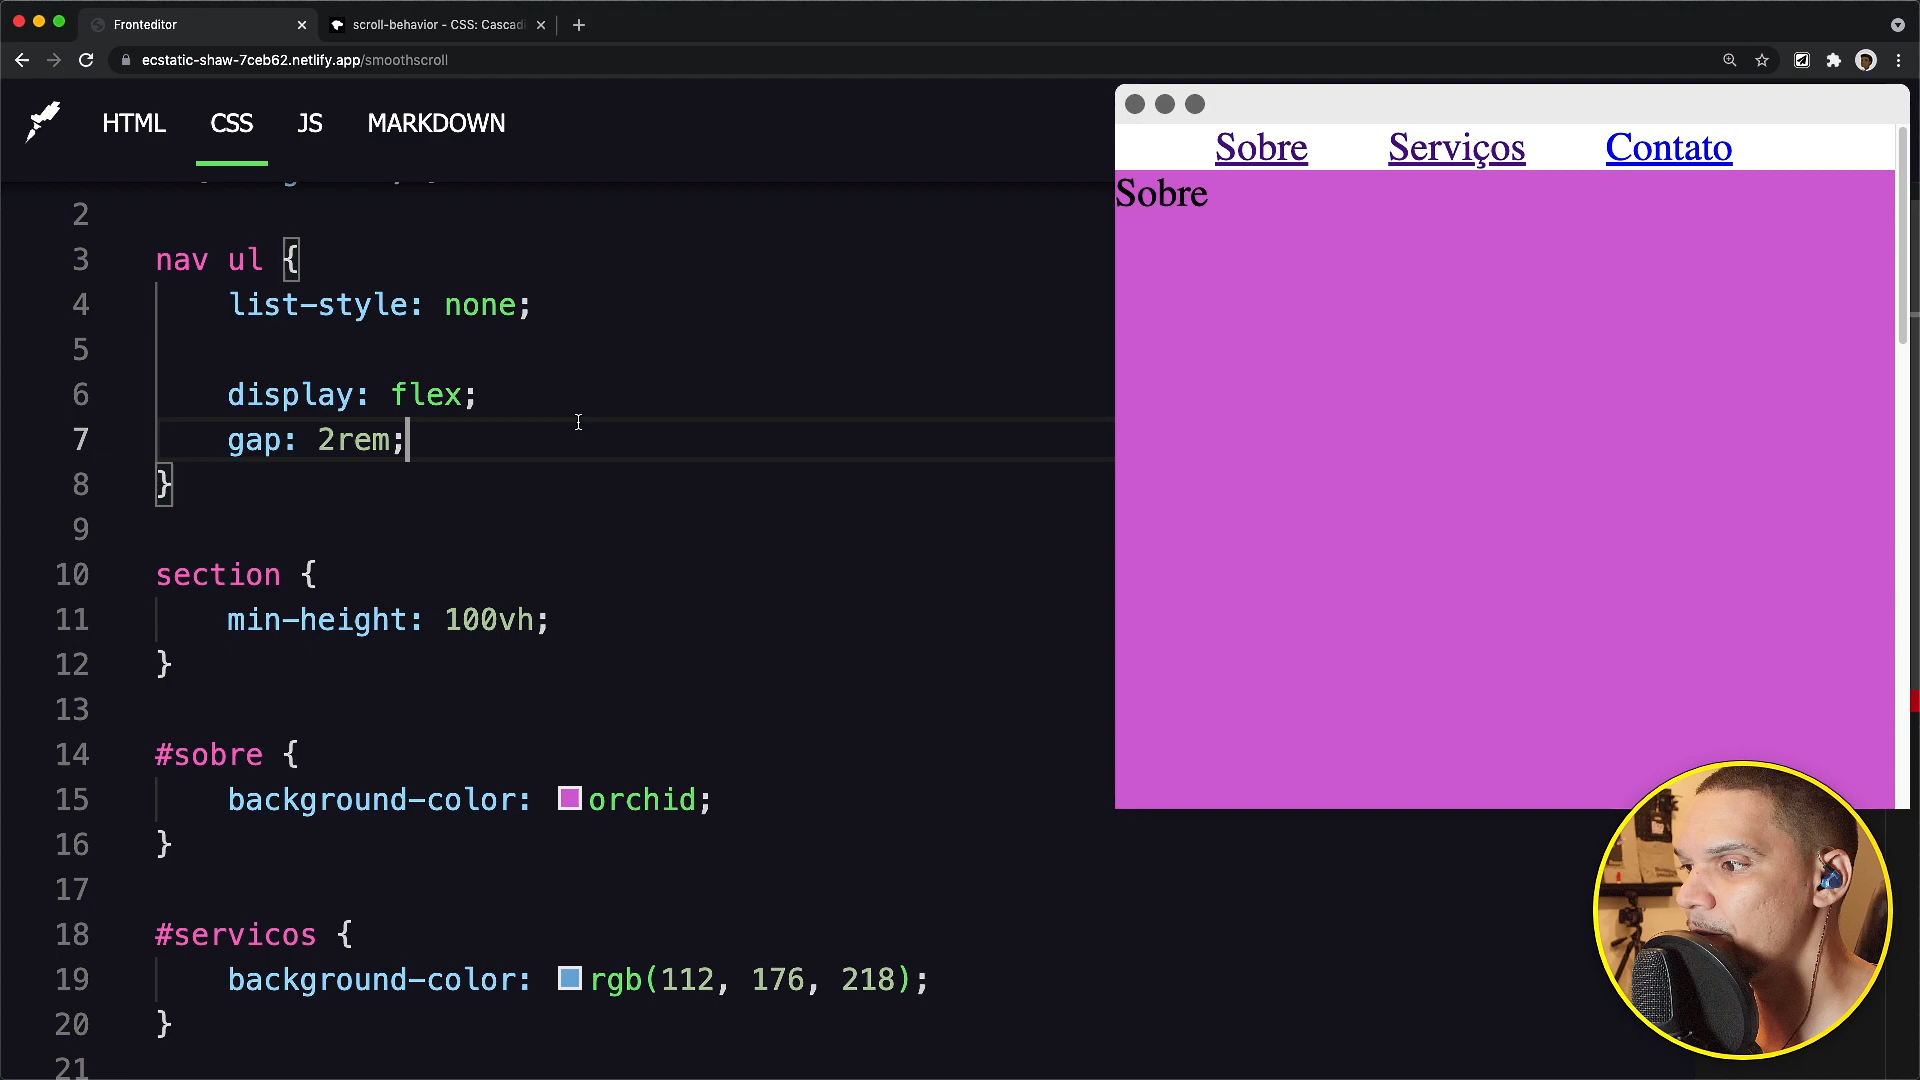 Fronteditor
scroll-behavior - CSS: Cascadi
ecstatic-shaw-7ceb62.netlify.app/smoothscroll
HTML CSS JS MARKDOWN
2
3 nav ul {
4 list-style: none;
5
6 display: flex;
7 gap: 2rem;
8 }
9
10 section {
11 min-height: 100vh;
12 }
13
14 #sobre {
15 background-color: orchid;
16 }
17
18 #servicos {
19 background-color: rgb(112, 176, 218);
20 }
21
Sobre Serviços Contato
Sobre